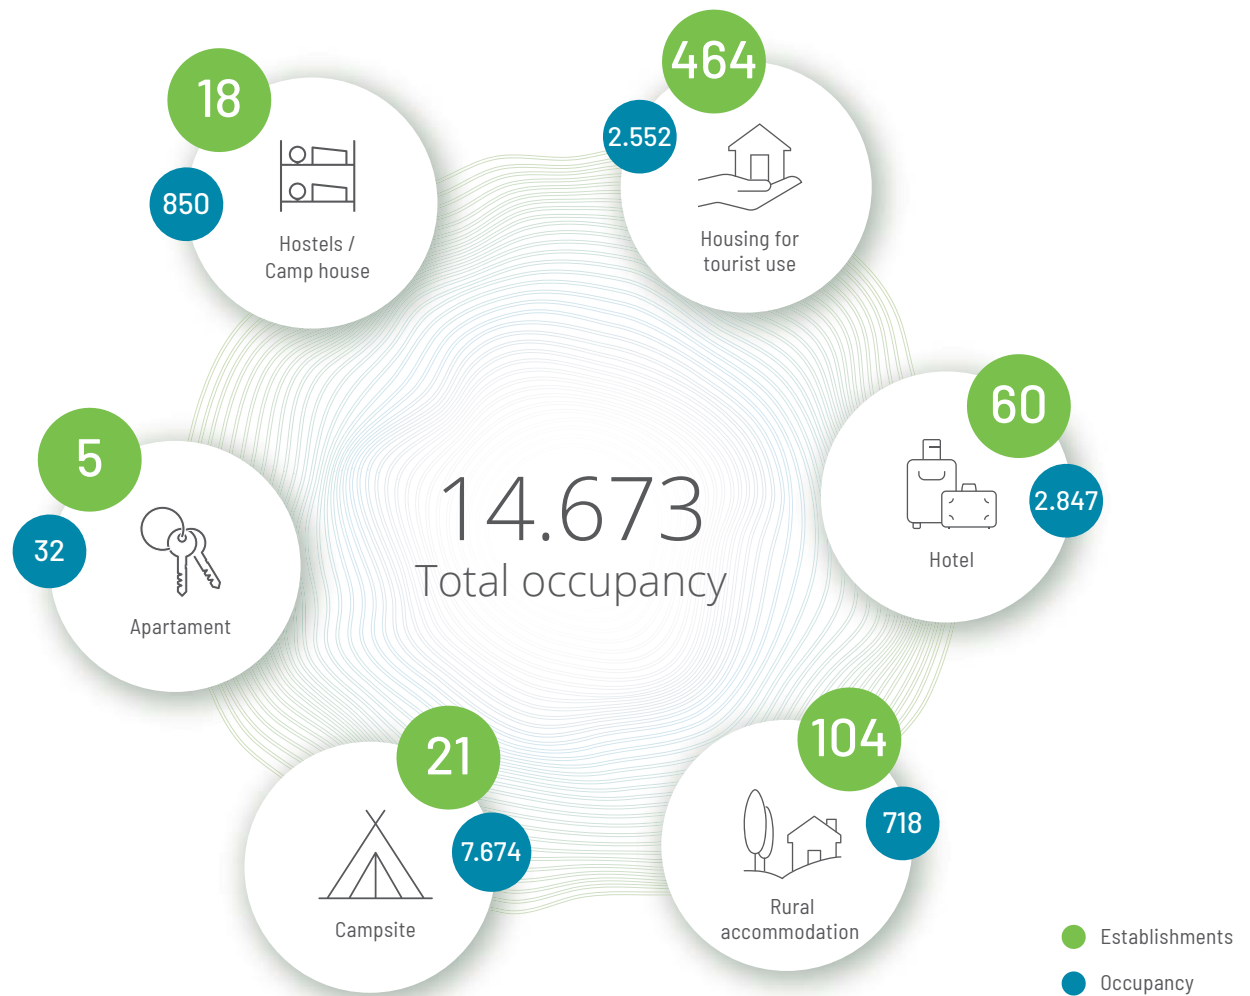 464
18
2.552
850
Housing for
tourist use
Hostels /
Camp house
60
2.847
Hotel
5
32
Apartament
14.673
Total occupancy
21
7.674
Campsite
104
718
Rural
accommodation
Establishments
Occupancy